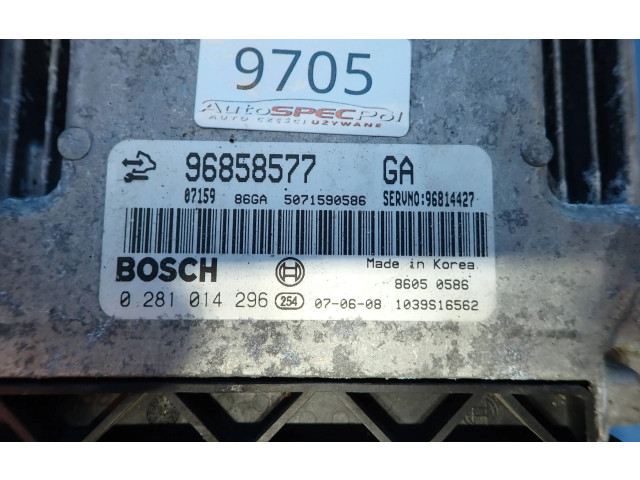 9705
AutoSPECPol
AUTO CZĘŚCI UŻYWANE
96858577 GA
07159 86GA 5071590586 SERVNO:96814427
BOSCH
Made in Korea
8605 0586
0 281 014 296 254 07-06-08 1039S16562